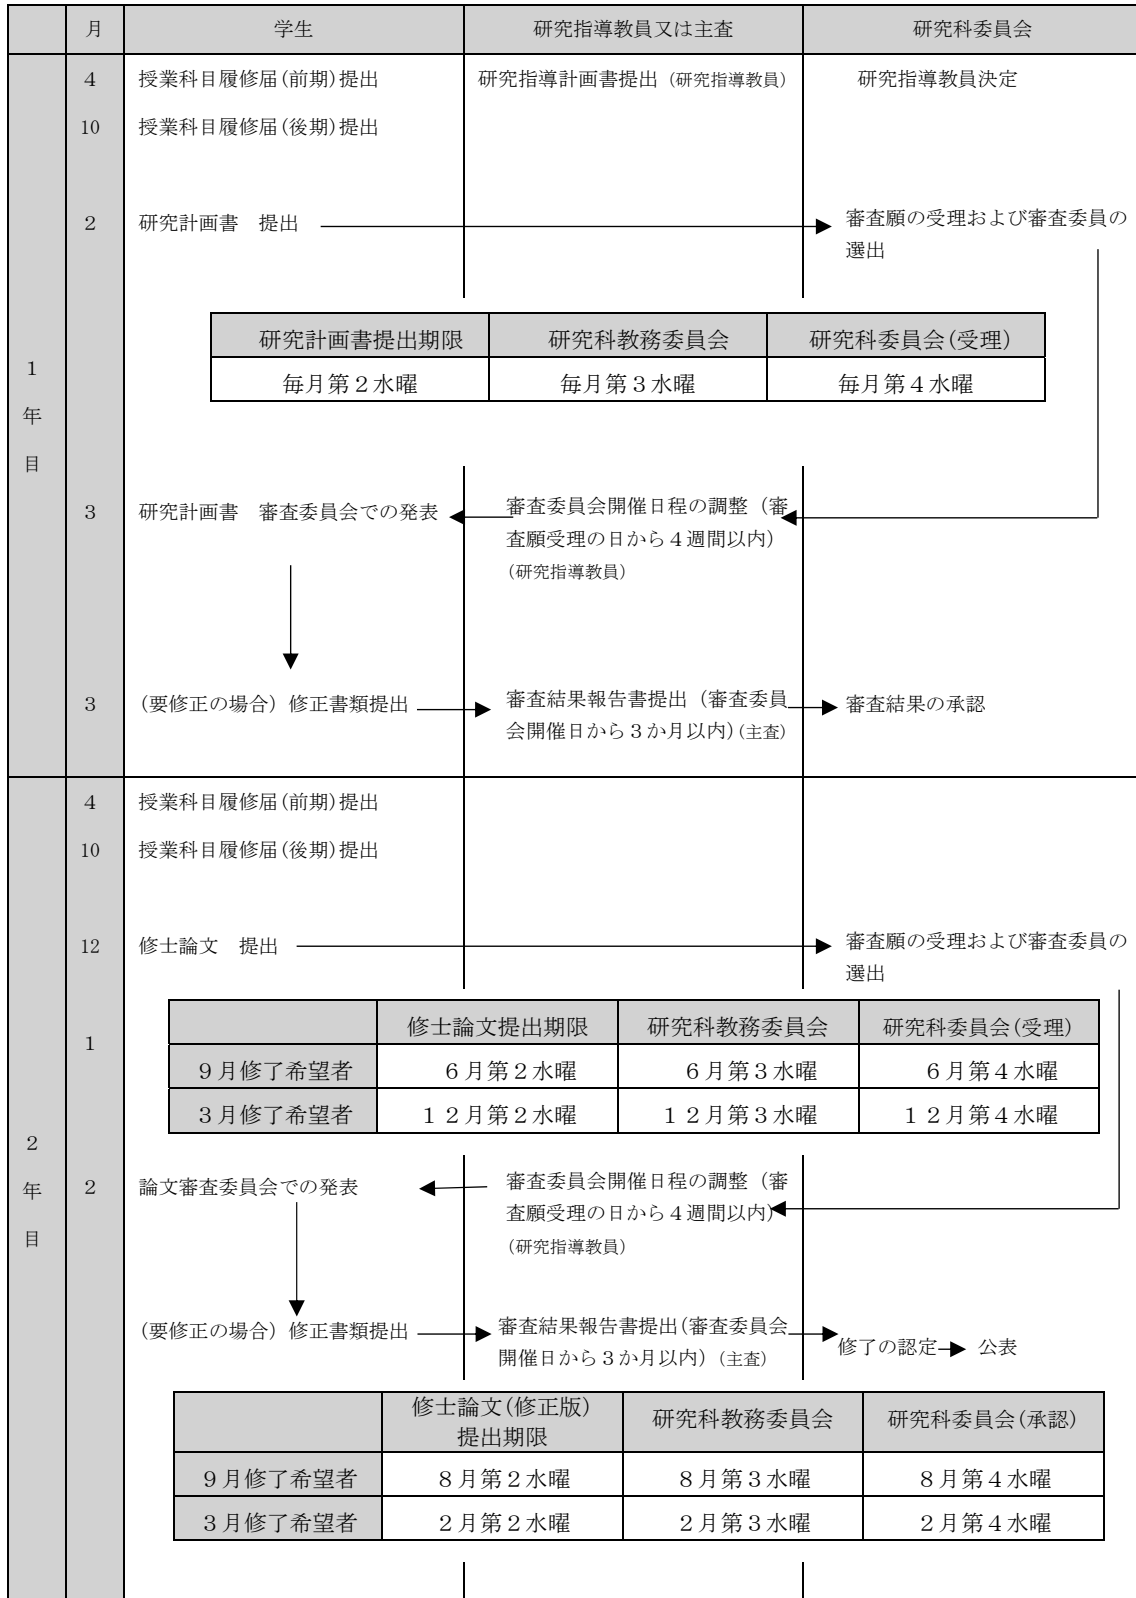 月 学生 研究指導教員又は主査 研究科委員会
1
年
目
4 授業科目履修届(前期)提出 研究指導計画書提出（研究指導教員） 研究指導教員決定
10 授業科目履修届(後期)提出
2 研究計画書　提出 審査願の受理および審査委員の
選出
研究計画書提出期限 研究科教務委員会 研究科委員会(受理)
毎月第２水曜 毎月第３水曜 毎月第４水曜
3 研究計画書　審査委員会での発表 審査委員会開催日程の調整（審
査願受理の日から４週間以内）
（研究指導教員）
3 （要修正の場合）修正書類提出 審査結果報告書提出（審査委員
会開催日から３か月以内）（主査） 審査結果の承認
2
年
目
4 授業科目履修届(前期)提出
10 授業科目履修届(後期)提出
12 修士論文　提出 審査願の受理および審査委員の
選出
1
修士論文提出期限 研究科教務委員会 研究科委員会(受理)
９月修了希望者 ６月第２水曜 ６月第３水曜 ６月第４水曜
３月修了希望者 １２月第２水曜 １２月第３水曜 １２月第４水曜
2 論文審査委員会での発表 審査委員会開催日程の調整（審
査願受理の日から４週間以内）
（研究指導教員）
（要修正の場合）修正書類提出 審査結果報告書提出(審査委員会
開催日から３か月以内）（主査） 修了の認定 公表
修士論文(修正版)
提出期限 研究科教務委員会 研究科委員会(承認)
９月修了希望者 ８月第２水曜 ８月第３水曜 ８月第４水曜
３月修了希望者 ２月第２水曜 ２月第３水曜 ２月第４水曜